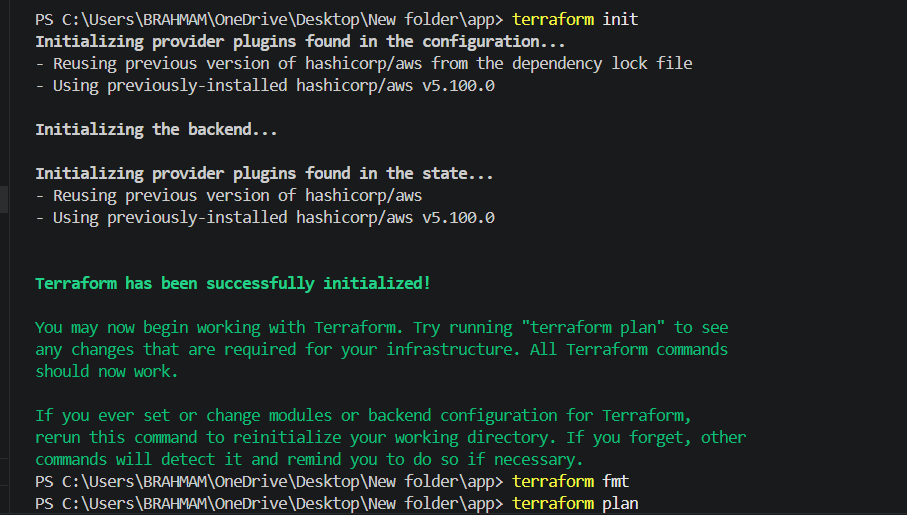 PS C:\Users\BRAHMAM\OneDrive\Desktop\New folder\app> terraform init
Initializing provider plugins found in the configuration...
- Reusing previous version of hashicorp/aws from the dependency lock file
- Using previously-installed hashicorp/aws v5.100.0
Initializing the backend...
Initializing provider plugins found in the state...
- Reusing previous version of hashicorp/aws
- Using previously-installed hashicorp/aws v5.100.0
Terraform has been successfully initialized!
You may now begin working with Terraform. Try running "terraform plan" to see
any changes that are required for your infrastructure. All Terraform commands
should now work.
If you ever set or change modules or backend configuration for Terraform,
rerun this command to reinitialize your working directory. If you forget, other
commands will detect it and remind you to do so if necessary.
PS C:\Users\BRAHMAM\OneDrive\Desktop\New folder\app> terraform fmt
PS C:\Users\BRAHMAM\OneDrive\Desktop\New folder\app> terraform plan